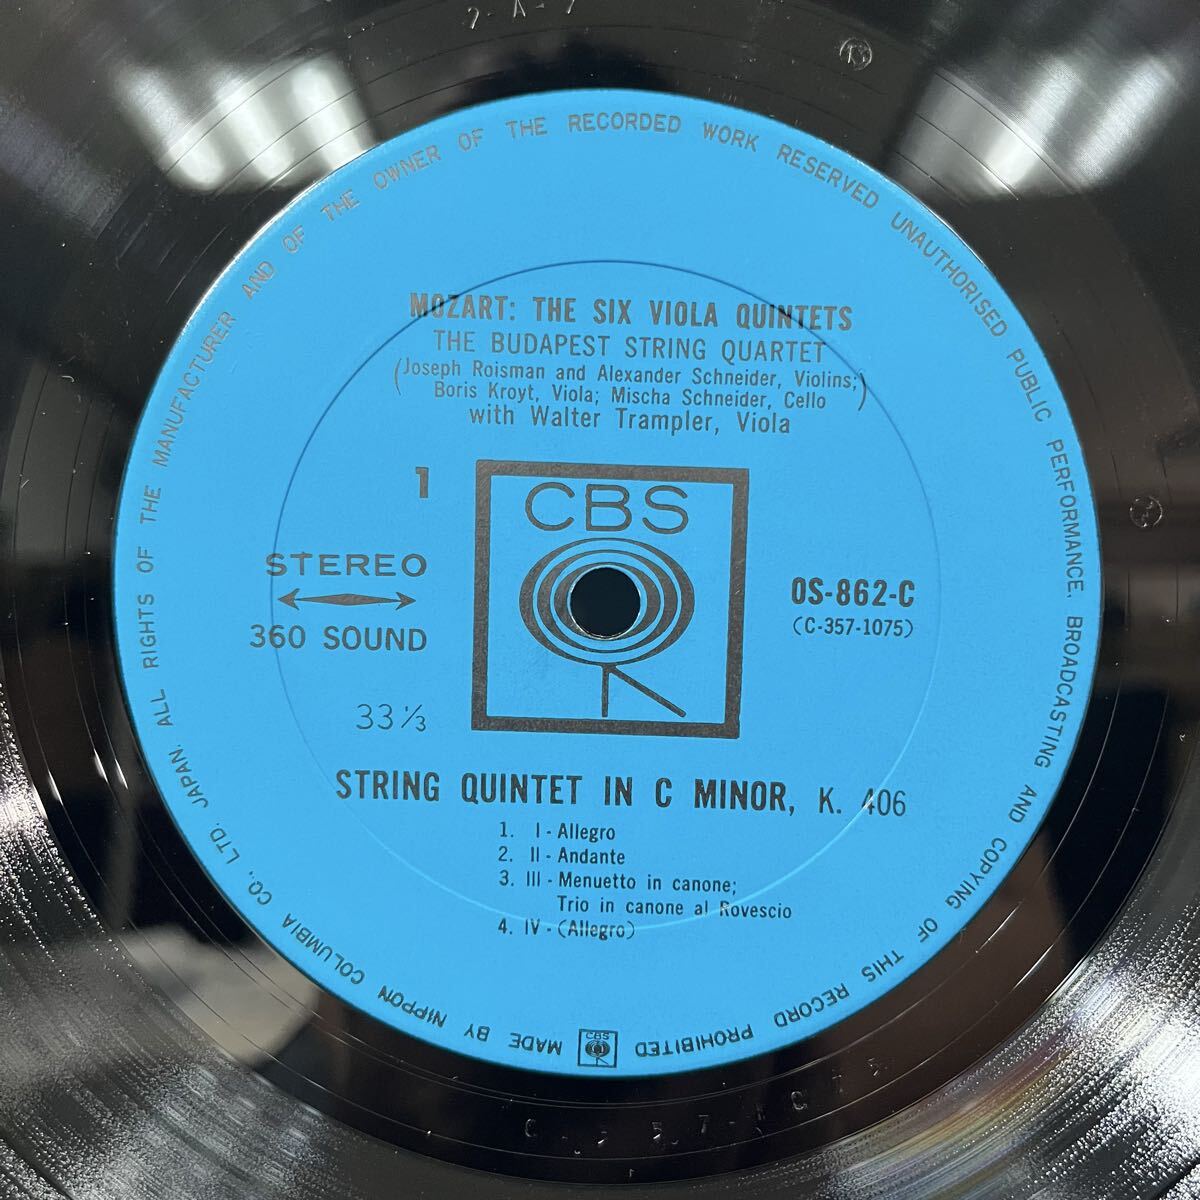 ALL RIGHTS OF THE MANUFACTURER AND OF THE OWNER OF THE RECORDED WORK RESERVED UNAUTHORISED PUBLIC PERFORMANCE. BROADCASTING AND COPYING OF THIS RECORD PROHIBITED
MOZART: THE SIX VIOLA QUINTETS
THE BUDAPEST STRING QUARTET
(Joseph Roisman and Alexander Schneider, Violins;
Boris Kroyt, Viola; Mischa Schneider, Cello)
with Walter Trampler, Viola
1
CBS
STEREO
360 SOUND
OS-862-C
(C-357-1075)
33 1/3
STRING QUINTET IN C MINOR, K. 406
1. I - Allegro
2. II - Andante
3. III - Menuetto in canone;
Trio in canone al Rovescio
4. IV - (Allegro)
CBS
MADE BY NIPPON COLUMBIA CO., LTD. JAPAN.
2-A-7